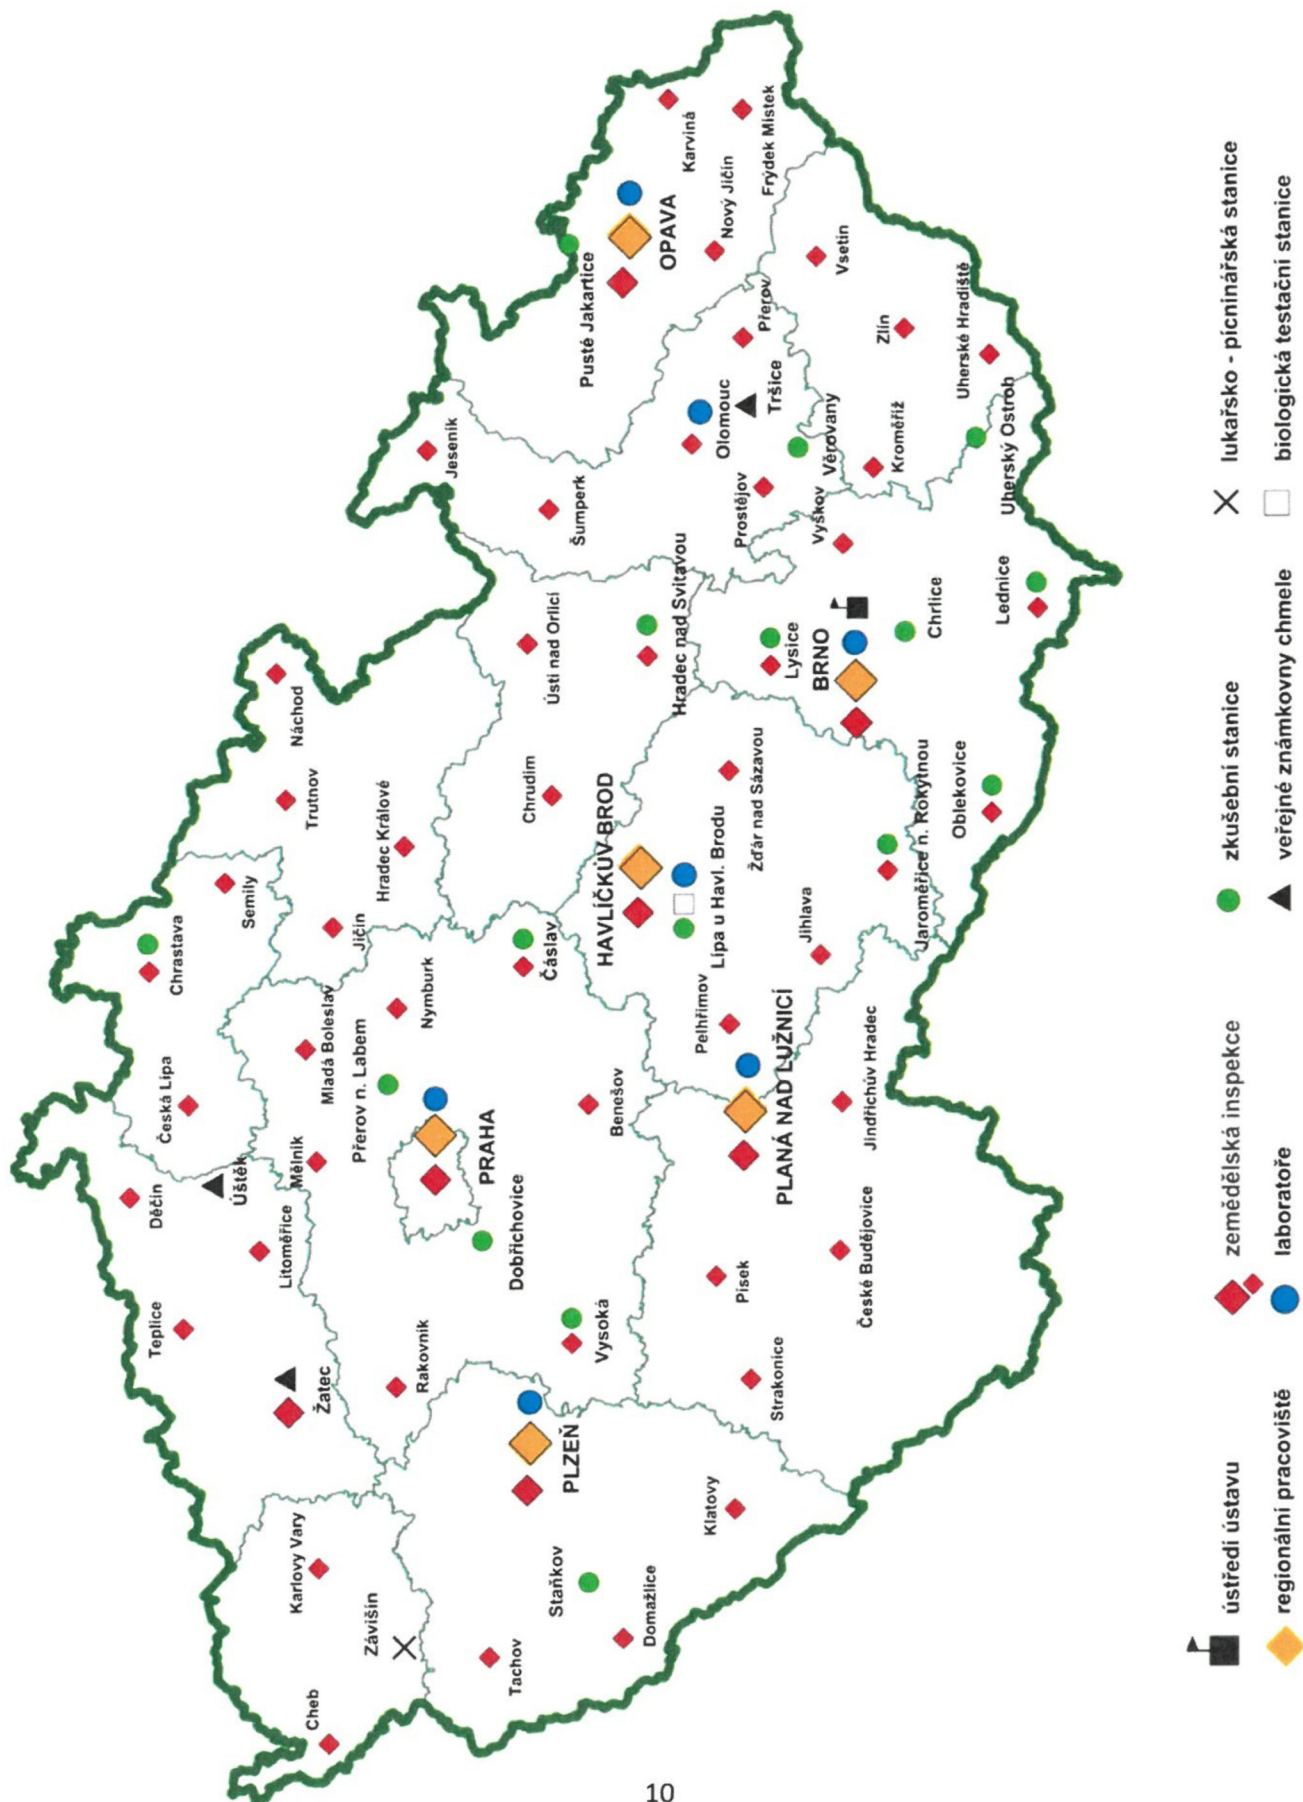 Cheb
Karlovy Vary
Závišín
Tachov
Staňkov
Domažlice
Klatovy
PLZEŇ
Žatec
Teplice
Děčín
Litoměřice
Úštěk
Česká Lípa
Chrastava
Semily
Rakovník
Vysoká
Dobřichovice
PRAHA
Mělník
Přerov n. Labem
Mladá Boleslav
Nymburk
Benešov
Čáslav
Jičín
Trutnov
Náchod
Hradec Králové
Chrudim
Ústí nad Orlicí
Hradec nad Svitavou
Strakonice
Písek
České Budějovice
PLANÁ NAD LUŽNICÍ
Jindřichův Hradec
Pelhřimov
HAVLÍČKŮV BROD
Lípa u Havl. Brodu
Jihlava
Žďár nad Sázavou
Jaroměřice n. Rokytnou
Oblekovice
Lysice
BRNO
Chrlice
Lednice
Vyškov
Jeseník
Šumperk
Olomouc
Prostějov
Tršice
Věrovany
Přerov
Kroměříž
Zlín
Vsetín
Uherské Hradiště
Uherský Ostroh
Pusté Jakartice
OPAVA
Nový Jičín
Karviná
Frýdek Místek
ústředí ústavu
regionální pracoviště
zemědělská inspekce
laboratoře
zkušební stanice
veřejné známkovny chmele
lukařsko - pícninářská stanice
biologická testační stanice
10